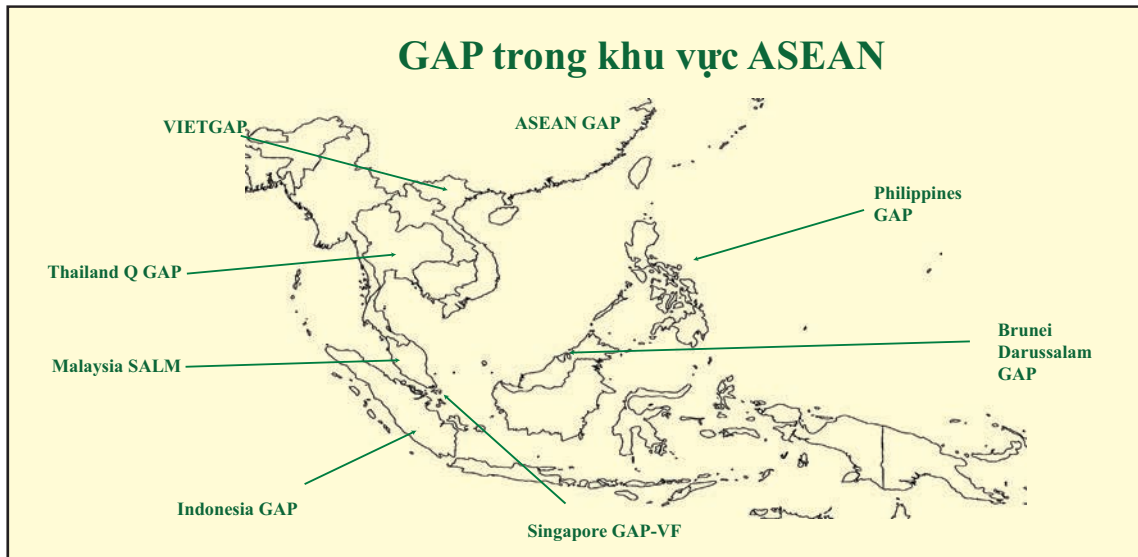 GAP trong khu vực ASEAN
VIETGAP
ASEAN GAP
Philippines
GAP
Thailand Q GAP
Malaysia SALM
Brunei
Darussalam
GAP
Indonesia GAP
Singapore GAP-VF